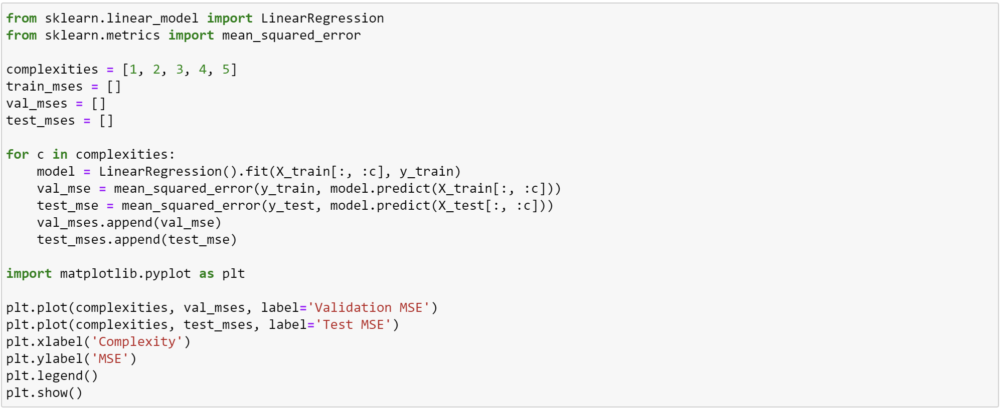 from sklearn.linear_model import LinearRegression
from sklearn.metrics import mean_squared_error

complexities = [1, 2, 3, 4, 5]
train_mses = []
val_mses = []
test_mses = []

for c in complexities:
    model = LinearRegression().fit(X_train[:, :c], y_train)
    val_mse = mean_squared_error(y_train, model.predict(X_train[:, :c]))
    test_mse = mean_squared_error(y_test, model.predict(X_test[:, :c]))
    val_mses.append(val_mse)
    test_mses.append(test_mse)

import matplotlib.pyplot as plt

plt.plot(complexities, val_mses, label='Validation MSE')
plt.plot(complexities, test_mses, label='Test MSE')
plt.xlabel('Complexity')
plt.ylabel('MSE')
plt.legend()
plt.show()